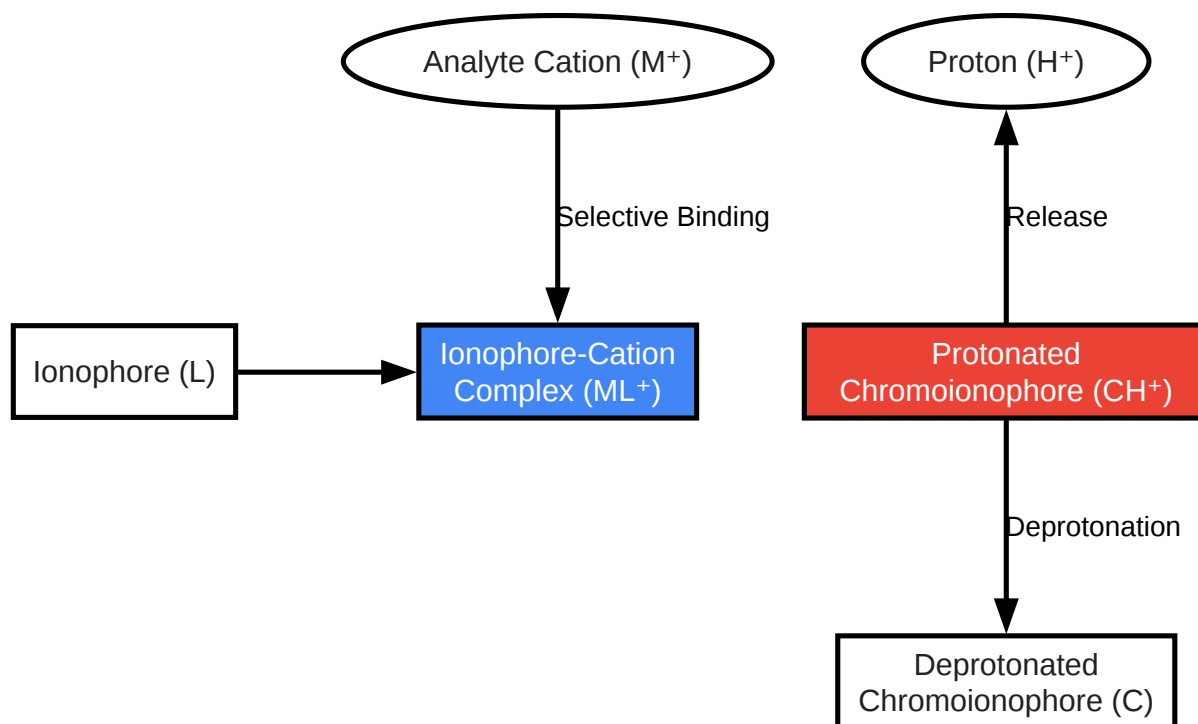 Analyte Cation (M⁺)
Proton (H⁺)
Selective Binding
Release
Ionophore (L)
Ionophore-Cation
Complex (ML⁺)
Protonated
Chromoionophore (CH⁺)
Deprotonation
Deprotonated
Chromoionophore (C)